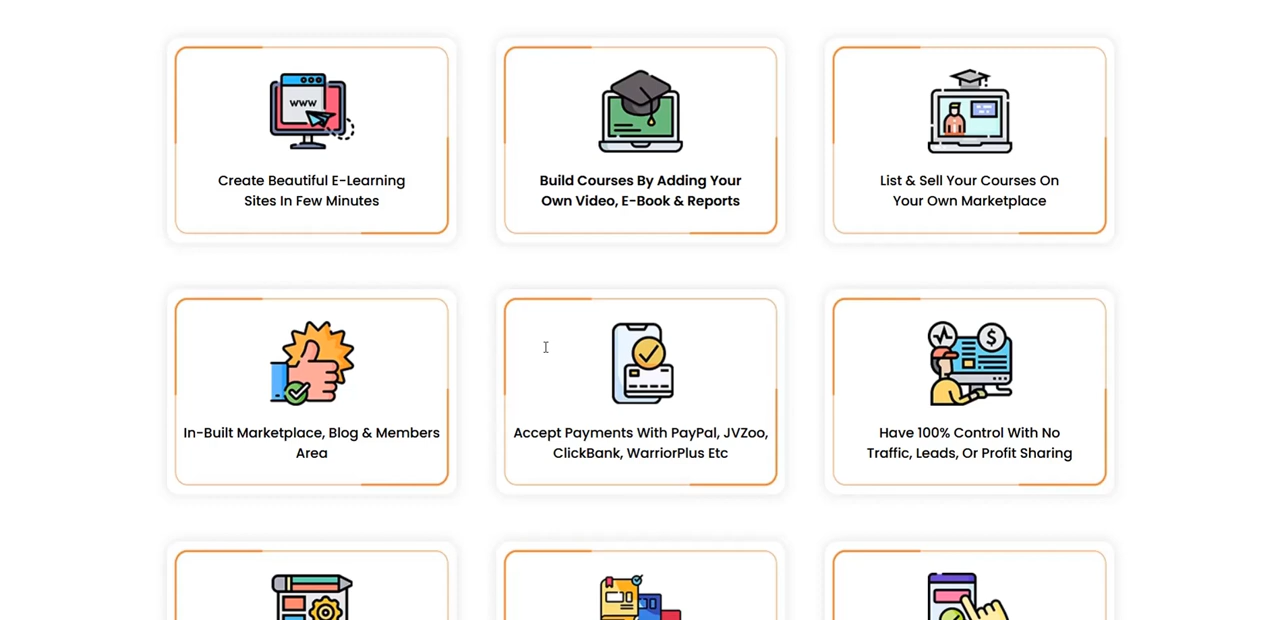 www
Create Beautiful E-Learning
Sites In Few Minutes
Build Courses By Adding Your
Own Video, E-Book & Reports
List & Sell Your Courses On
Your Own Marketplace
In-Built Marketplace, Blog & Members
Area
Accept Payments With PayPal, JVZoo,
ClickBank, WarriorPlus Etc
$
Have 100% Control With No
Traffic, Leads, Or Profit Sharing